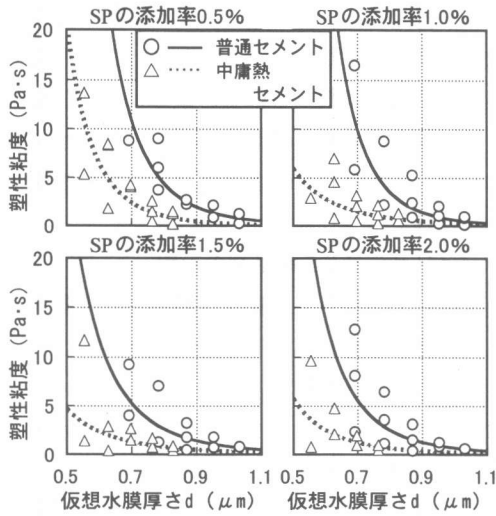 SPの添加率0.5%
SPの添加率1.0%
普通セメント
中庸熱
セメント
塑性粘度 (Pa·s)
20
15
10
5
0
SPの添加率1.5%
SPの添加率2.0%
塑性粘度 (Pa·s)
20
15
10
5
0
0.5 0.7 0.9 1.1
0.5 0.7 0.9 1.1
仮想水膜厚さd (μm)
仮想水膜厚さd (μm)